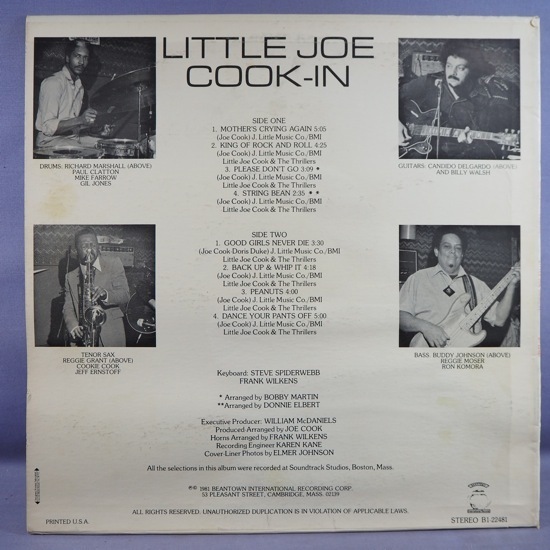 LITTLE JOE
COOK-IN
DRUMS: RICHARD MARSHALL (ABOVE)
PAUL CLATTON
MIKE FARROW
GIL JONES
GUITARS: CANDIDO DELGARDO (ABOVE)
AND BILLY WALSH
SIDE ONE
1. MOTHER'S CRYING AGAIN 5:05
(Joe Cook) J. Little Music Co./BMI
2. KING OF ROCK AND ROLL 4:25
(Joe Cook) J. Little Music Co./BMI
Little Joe Cook & The Thrillers
3. PLEASE DON'T GO 3:09 *
(Joe Cook) J. Little Music Co./BMI
Little Joe Cook & The Thrillers
4. STRING BEAN 2:35 * *
(Joe Cook) J. Little Music Co./BMI
Little Joe Cook & The Thrillers
SIDE TWO
1. GOOD GIRLS NEVER DIE 3:30
(Joe Cook-Doris Duke) J. Little Music Co./BMI
Little Joe Cook & The Thrillers
2. BACK UP & WHIP IT 4:18
(Joe Cook) J. Little Music Co./BMI
Little Joe Cook & The Thrillers
3. PEANUTS 4:00
(Joe Cook) J. Little Music Co./BMI
4. DANCE YOUR PANTS OFF 5:00
(Joe Cook) J. Little Music Co./BMI
Little Joe Cook & The Thrillers
TENOR SAX
REGGIE GRANT (ABOVE)
COOKIE COOK
JEFF ERNSTOFF
BASS: BUDDY JOHNSON (ABOVE)
REGGIE MOSER
RON KOMORA
Keyboard: STEVE SPIDERWEBB
FRANK WILKENS
* Arranged by BOBBY MARTIN
**Arranged by DONNIE ELBERT
Executive Producer: WILLIAM McDANIELS
Produced-Arranged by JOE COOK
Horns Arranged by FRANK WILKENS
Recording Engineer KAREN KANE
Cover-Liner Photos by ELMER JOHNSON
All the selections in this album were recorded at Soundtrack Studios, Boston, Mass.
℗© 1981 BEANTOWN INTERNATIONAL RECORDING CORP.
53 PLEASANT STREET, CAMBRIDGE, MASS. 02139
PRINTED U.S.A.
ALL RIGHTS RESERVED. UNAUTHORIZED DUPLICATION IS IN VIOLATION OF APPLICABLE LAWS.
STEREO B1-22481